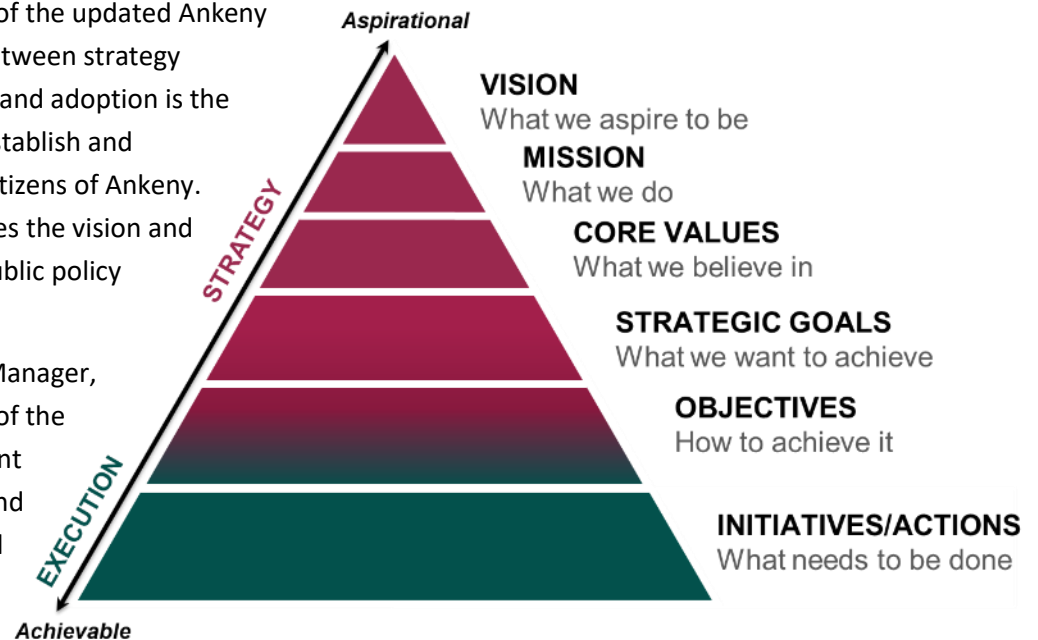 of the updated Ankeny
tween strategy
and adoption is the
stablish and
tizens of Ankeny.
es the vision and
ublic policy
Manager,
of the
nt
nd
Aspirational
STRATEGY
EXECUTION
Achievable
VISION
What we aspire to be
MISSION
What we do
CORE VALUES
What we believe in
STRATEGIC GOALS
What we want to achieve
OBJECTIVES
How to achieve it
INITIATIVES/ACTIONS
What needs to be done